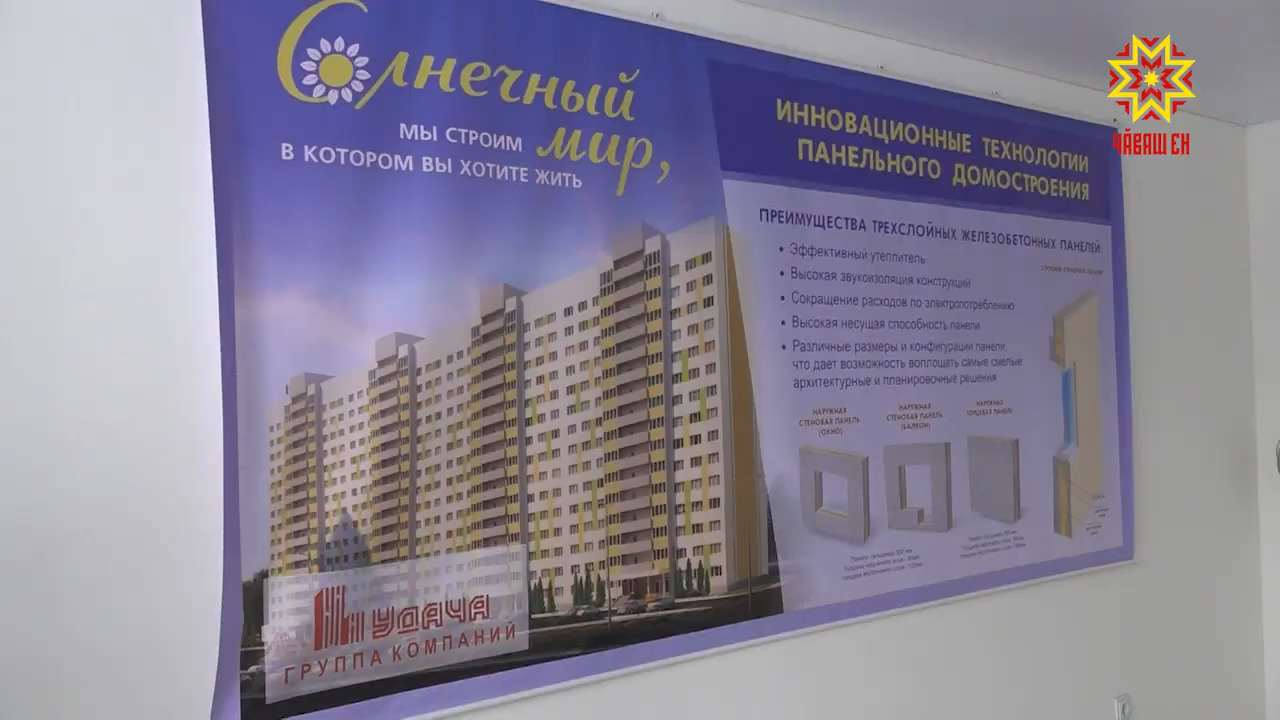 Солнечный
мы строим мир,
в котором вы хотите жить
УДАЧА
ГРУППА КОМПАНИЙ
ИННОВАЦИОННЫЕ ТЕХНОЛОГИИ
ПАНЕЛЬНОГО ДОМОСТРОЕНИЯ
ПРЕИМУЩЕСТВА ТРЕХСЛОЙНЫХ ЖЕЛЕЗОБЕТОННЫХ ПАНЕЛЕЙ.
• Эффективный утеплитель
• Высокая звукоизоляция конструкций
• Сокращение расходов по электропотреблению
• Высокая несущая способность панели
• Различные размеры и конфигурации панели,
что дает возможность воплощать самые смелые
архитектурные и планировочные решения
НАРУЖНАЯ
СТЕНОВАЯ ПАНЕЛЬ
(ОКНО)
НАРУЖНАЯ
СТЕНОВАЯ ПАНЕЛЬ
(БАЛКОН)
НАРУЖНАЯ
ТОРЦЕВАЯ ПАНЕЛЬ
ЧӐВАШ ЕН